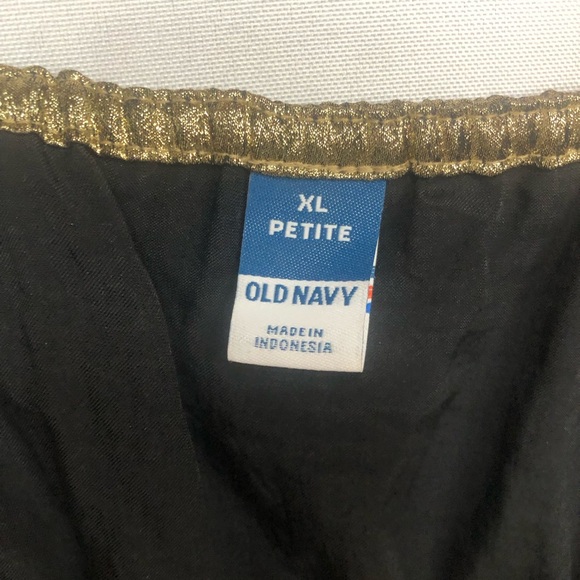 XL
PETITE
OLD NAVY
MADE IN
INDONESIA